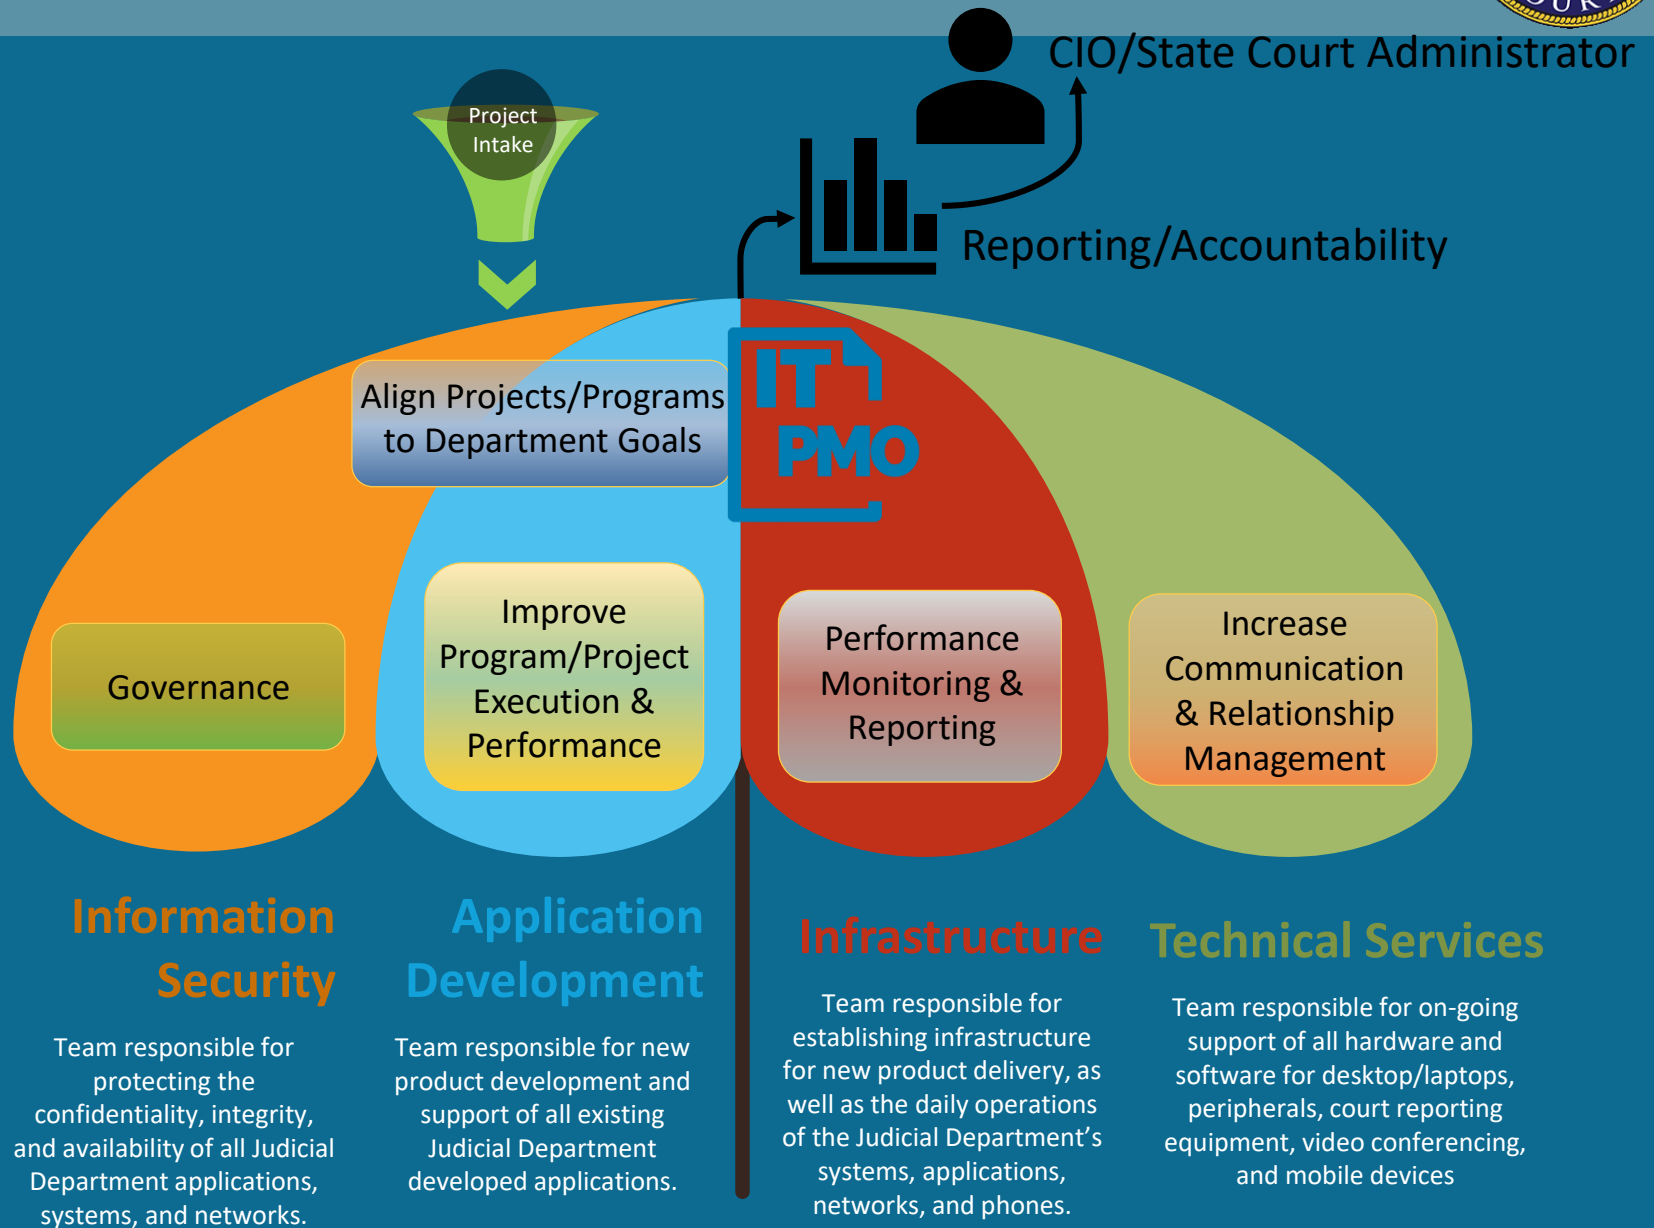 CIO/State Court Administrator
Project
Intake
Reporting/Accountability
IT
PMO
Align Projects/Programs
to Department Goals
Governance
Improve
Program/Project
Execution &
Performance
Performance
Monitoring &
Reporting
Increase
Communication
& Relationship
Management
Information
Security
Team responsible for
protecting the
confidentiality, integrity,
and availability of all Judicial
Department applications,
systems, and networks.
Application
Development
Team responsible for new
product development and
support of all existing
Judicial Department
developed applications.
Infrastructure
Team responsible for
establishing infrastructure
for new product delivery, as
well as the daily operations
of the Judicial Department’s
systems, applications,
networks, and phones.
Technical Services
Team responsible for on-going
support of all hardware and
software for desktop/laptops,
peripherals, court reporting
equipment, video conferencing,
and mobile devices